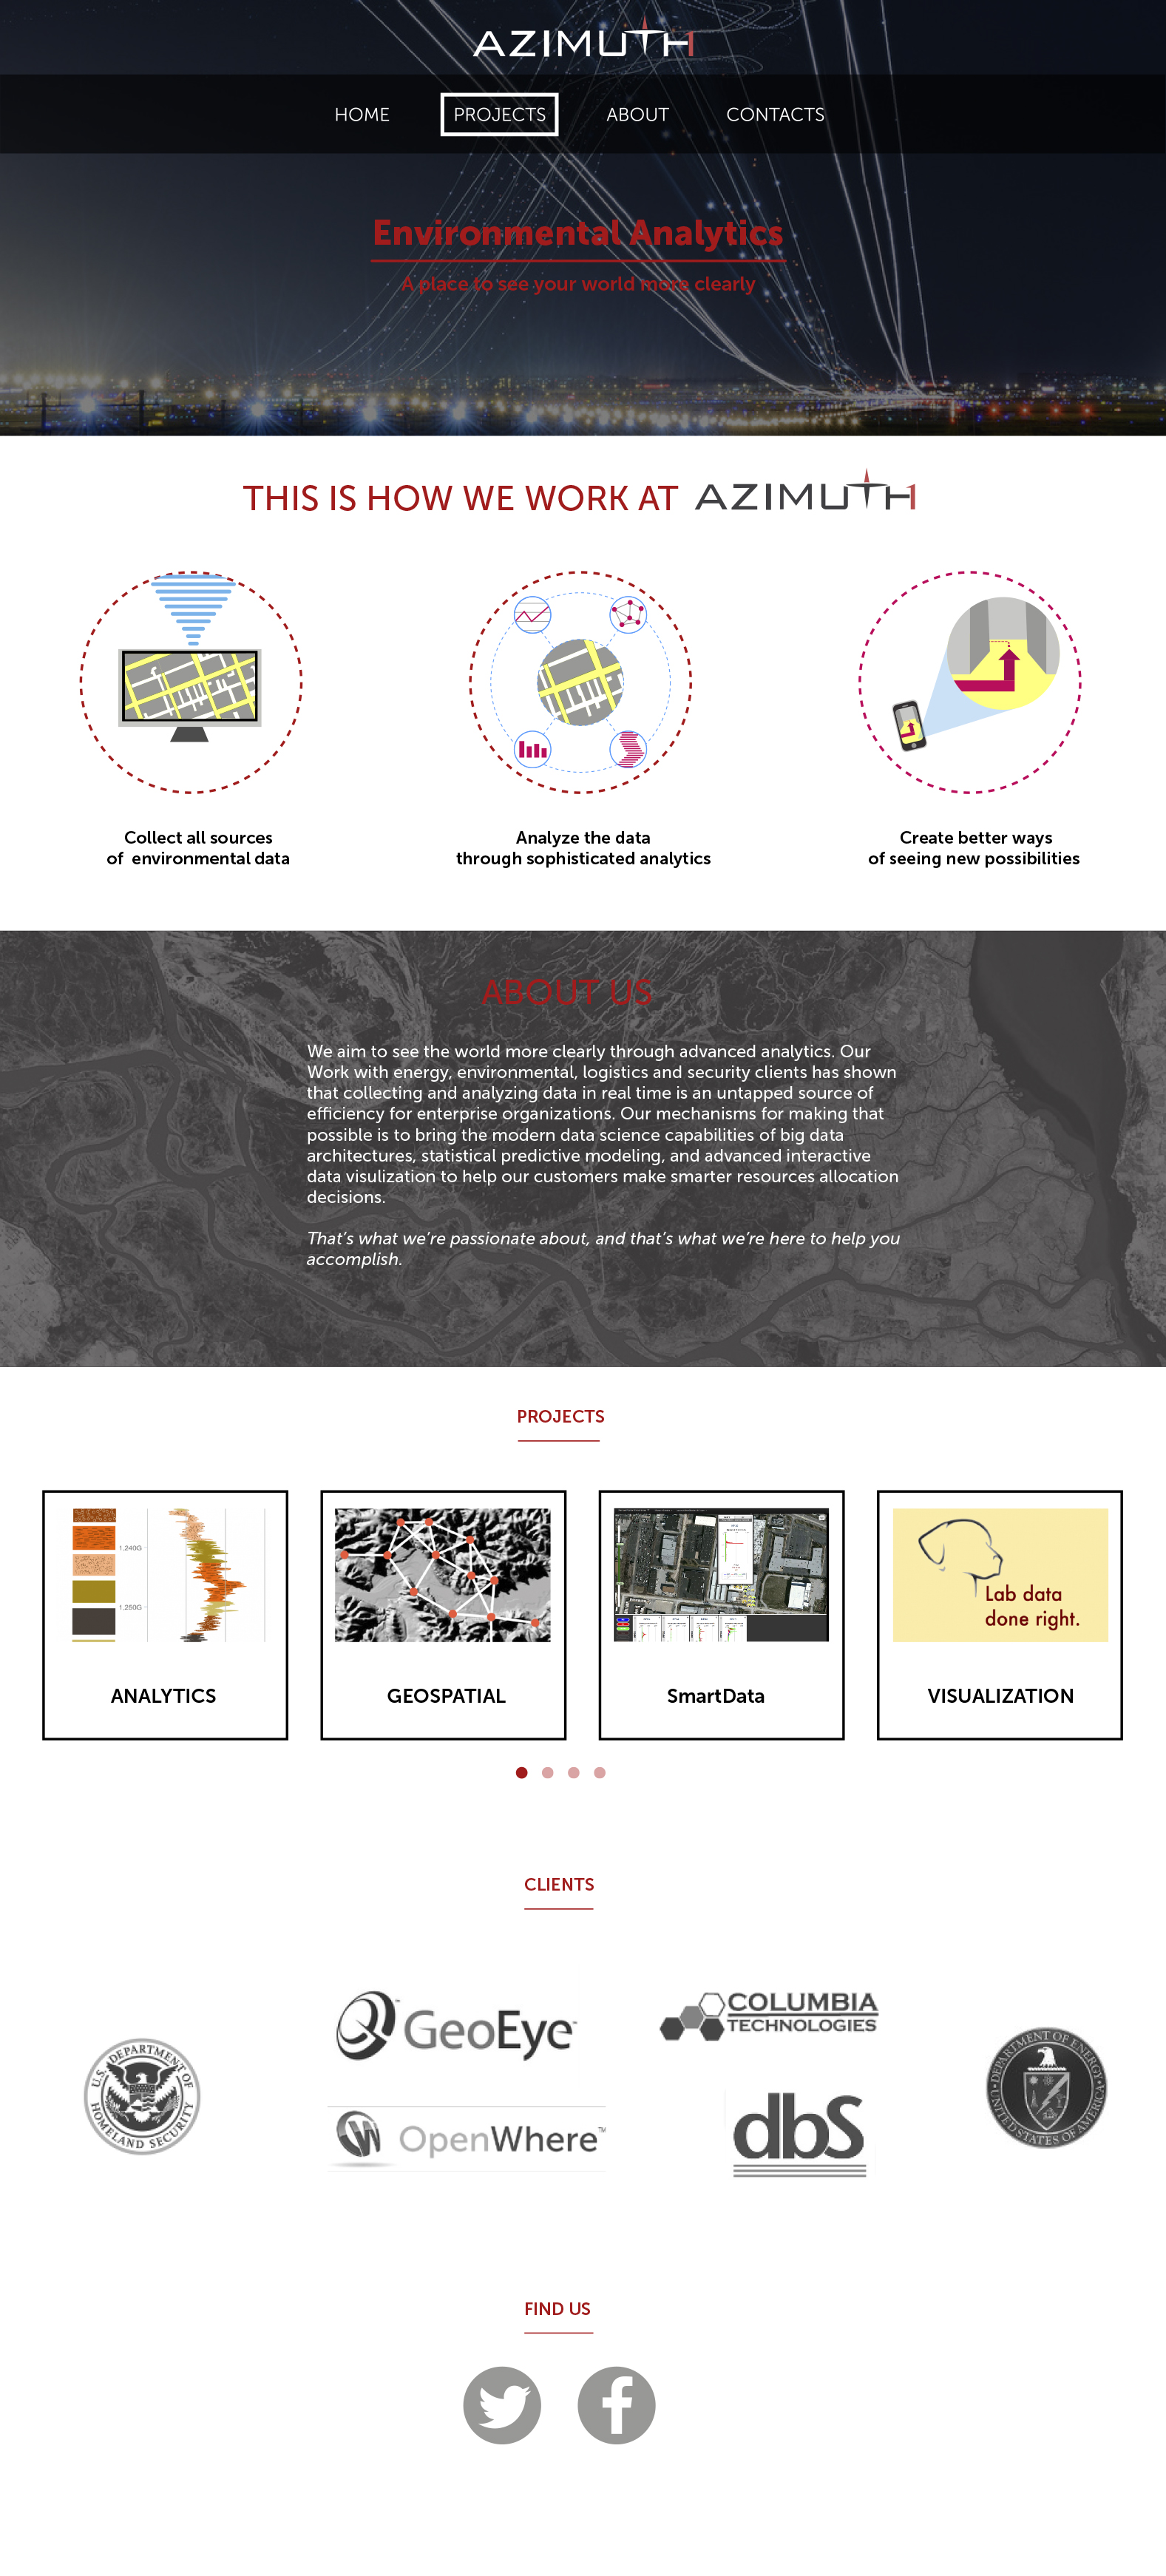 AZIMUTH1
HOME PROJECTS ABOUT CONTACTS
Environmental Analytics
A place to see your world more clearly
THIS IS HOW WE WORK AT AZIMUTH1
Collect all sources
of environmental data
Analyze the data
through sophisticated analytics
Create better ways
of seeing new possibilities
ABOUT US
We aim to see the world more clearly through advanced analytics. Our
Work with energy, environmental, logistics and security clients has shown
that collecting and analyzing data in real time is an untapped source of
efficiency for enterprise organizations. Our mechanisms for making that
possible is to bring the modern data science capabilities of big data
architectures, statistical predictive modeling, and advanced interactive
data visulization to help our customers make smarter resources allocation
decisions.
That's what we're passionate about, and that's what we're here to help you
accomplish.
PROJECTS
1.240G
1.250G
Lab data
done right.
ANALYTICS
GEOSPATIAL
SmartData
VISUALIZATION
CLIENTS
U.S. DEPARTMENT OF HOMELAND SECURITY
GeoEye™
OpenWhere™
COLUMBIA
TECHNOLOGIES
dbS
DEPARTMENT OF ENERGY
UNITED STATES OF AMERICA
FIND US